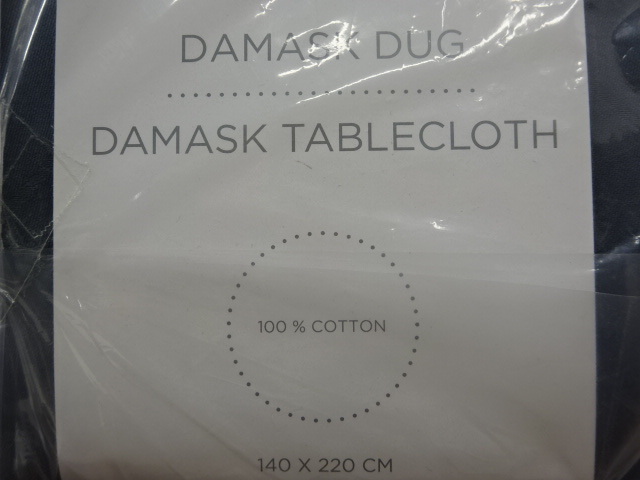 DAMASK DUG
DAMASK TABLECLOTH
100 % COTTON
140 X 220 CM